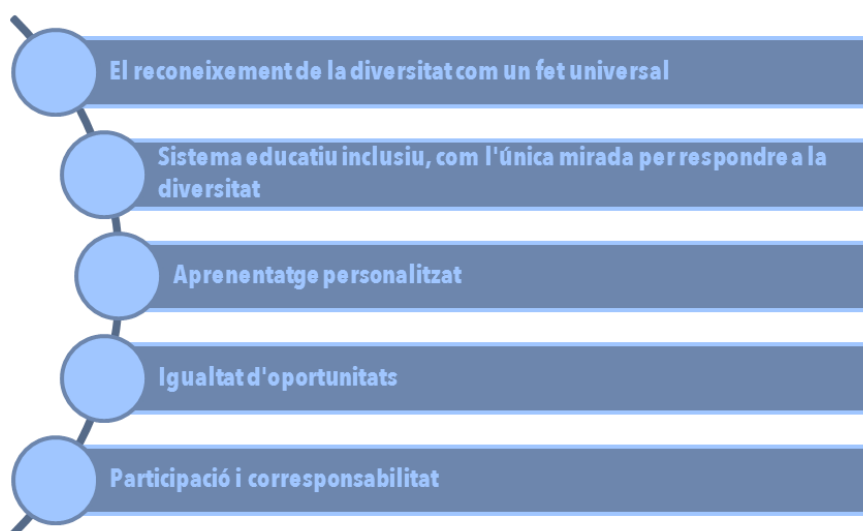 El reconeixement de la diversitat com un fet universal
Sistema educatiu inclusiu, com l'única mirada per respondre a la
diversitat
Aprenentatge personalitzat
Igualtat d'oportunitats
Participació i corresponsabilitat